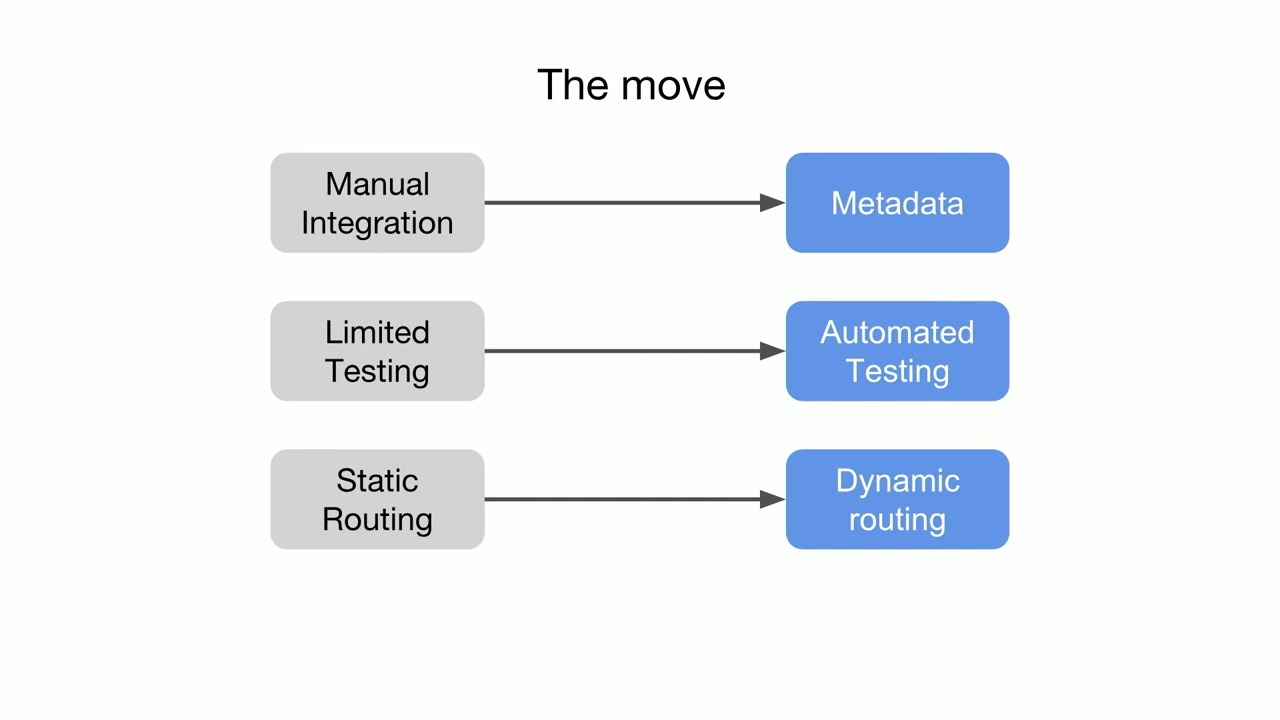 The move
Manual
Integration
Metadata
Limited
Testing
Automated
Testing
Static
Routing
Dynamic
routing